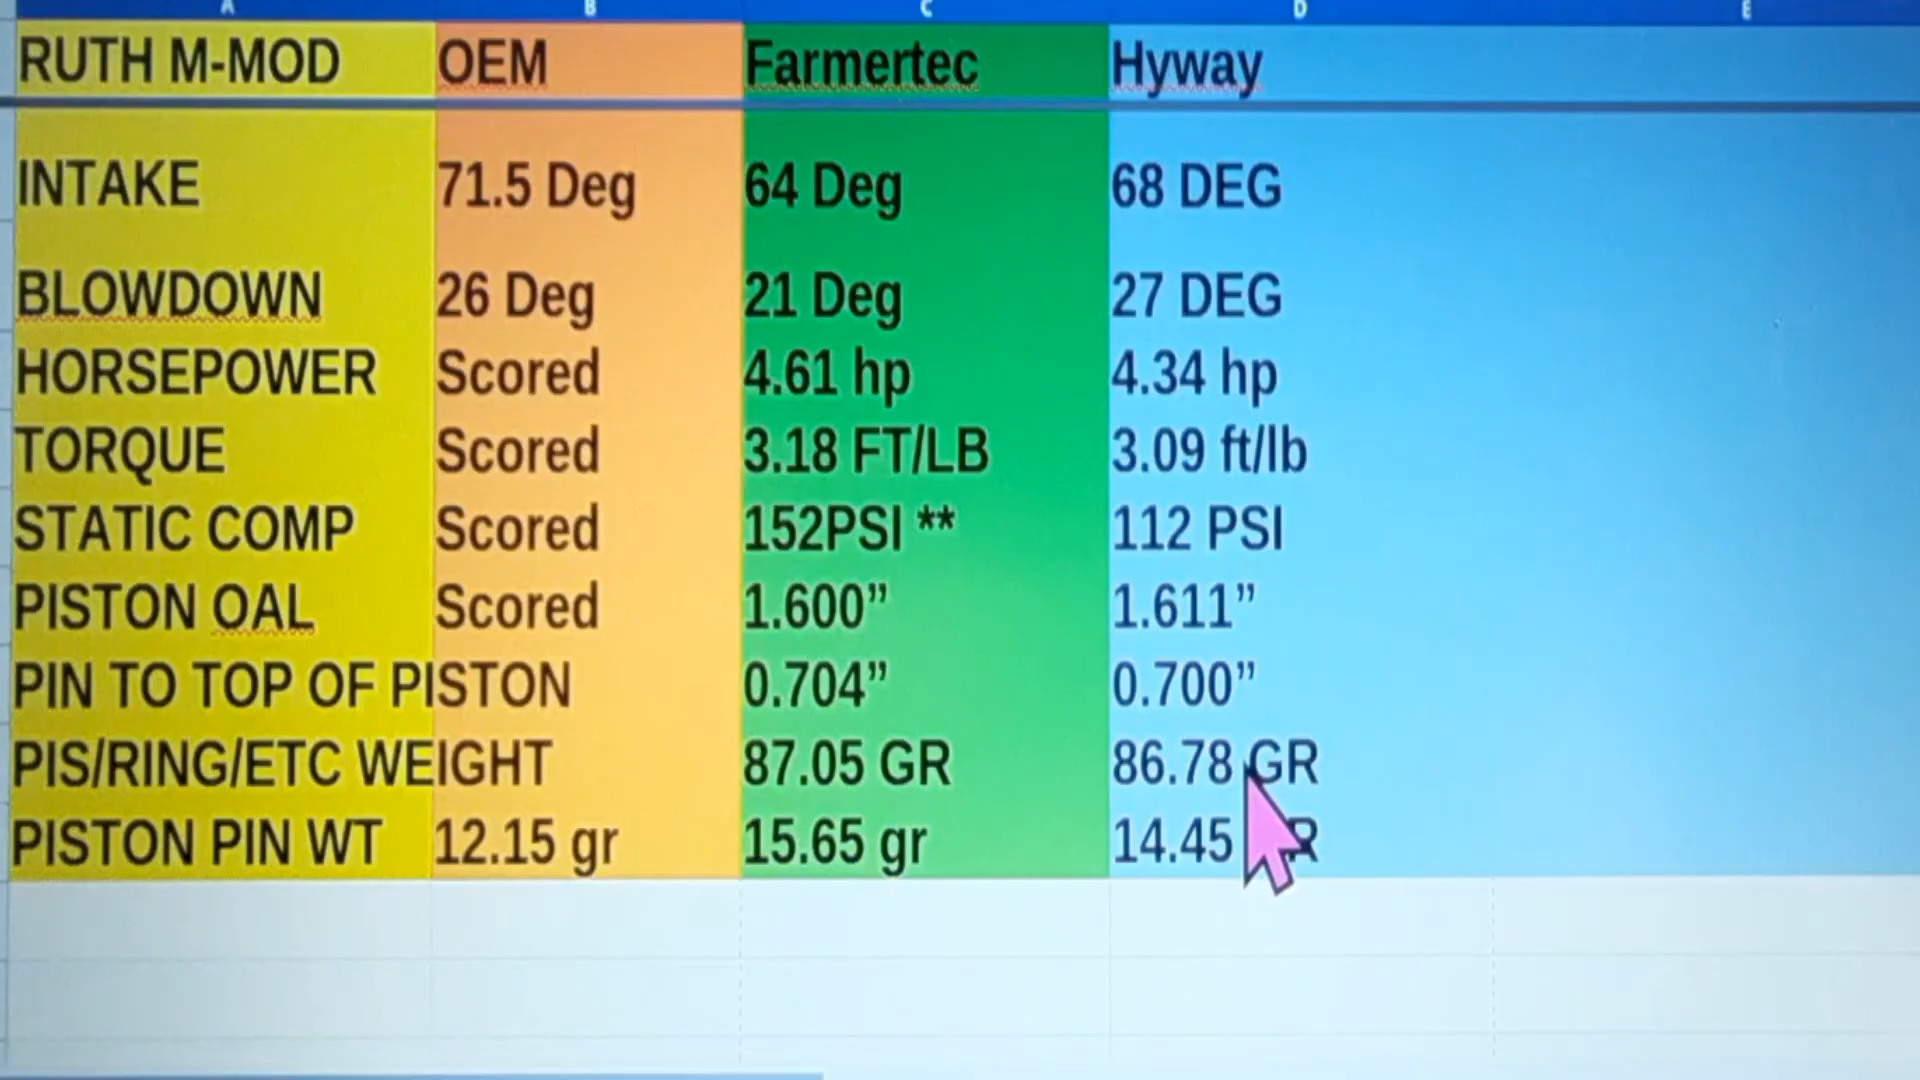 A B C D E
RUTH M-MOD OEM Farmertec Hyway
INTAKE 71.5 Deg 64 Deg 68 DEG
BLOWDOWN 26 Deg 21 Deg 27 DEG
HORSEPOWER Scored 4.61 hp 4.34 hp
TORQUE Scored 3.18 FT/LB 3.09 ft/lb
STATIC COMP Scored 152PSI ** 112 PSI
PISTON OAL Scored 1.600” 1.611”
PIN TO TOP OF PISTON 0.704” 0.700”
PIS/RING/ETC WEIGHT 87.05 GR 86.78 GR
PISTON PIN WT 12.15 gr 15.65 gr 14.45